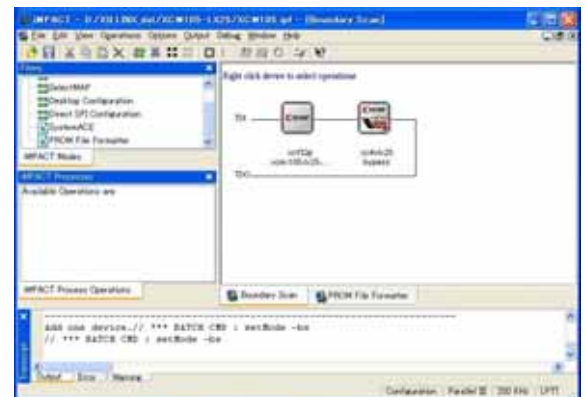 iMPACT - D:/XILINX_dat/XCM105-LX25/XCM105.ipf - [Boundary Scan]
File Edit View Operations Options Output Debug Window Help
Flows
SelectMAP
Desktop Configuration
Direct SPI Configuration
SystemACE
PROM File Formatter
iMPACT Modes
Right click device to select operations
TDI
TDO
bypass
iMPACT Processes
Available Operations are:
iMPACT Process Operations
Boundary Scan
PROM File Formatter
Add one device.// *** BATCH CMD : setMode -bs
// *** BATCH CMD : setMode -bs
Output Error Warning
Configuration Parallel III 200 KHz LPT1